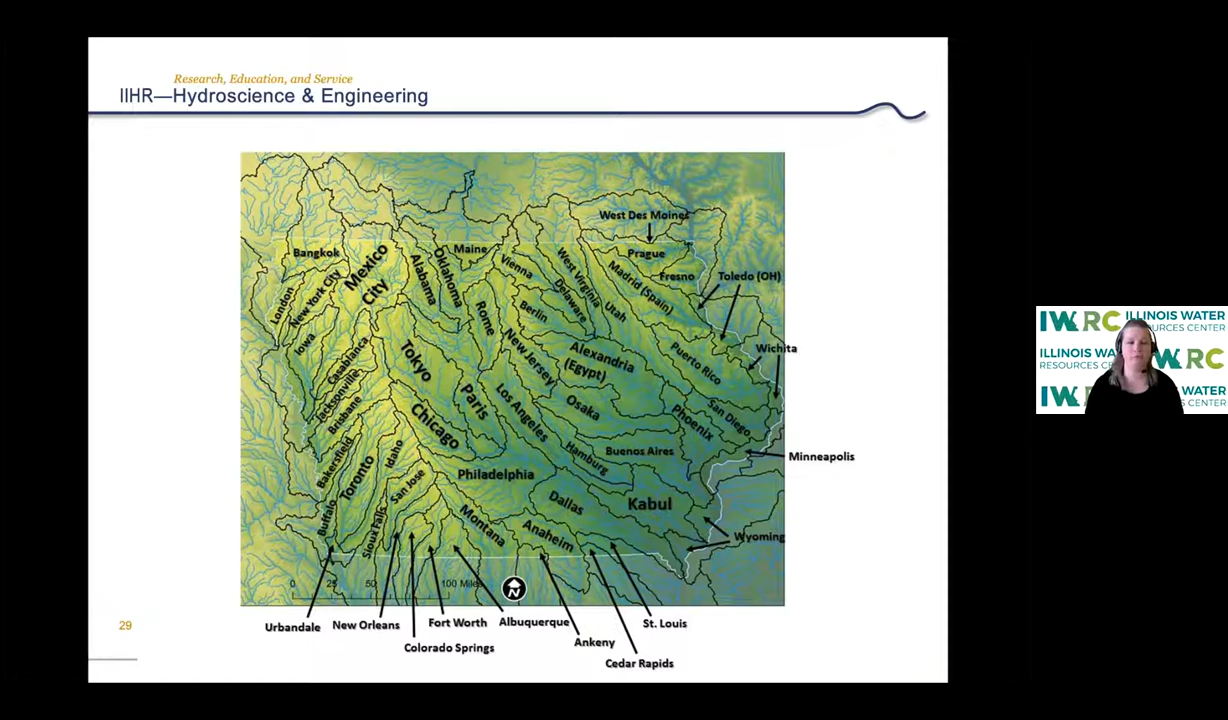 Research, Education, and Service
IIHR—Hydroscience & Engineering
West Des Moines
Bangkok
Mexico
City
Maine
Prague
Vienna
West Virginia
Fresno
Toledo (OH)
London
New York City
Alabama
Oklahoma
Delaware
Madrid (Spain)
Utah
Berlin
Rome
Iowa
Casablanca
Tokyo
New Jersey
Alexandria
(Egypt)
Puerto Rico
Wichita
Jacksonville
Brisbane
Chicago
Paris
Los Angeles
Osaka
Phoenix
San Diego
Bakersfield
Toronto
Idaho
San Jose
Philadelphia
Hamburg
Buenos Aires
Minneapolis
Buffalo
Sioux Falls
Montana
Anaheim
Dallas
Kabul
Wyoming
0 25 50 100 Miles
N
29
Urbandale
New Orleans
Colorado Springs
Fort Worth
Albuquerque
Ankeny
Cedar Rapids
St. Louis
IWRC ILLINOIS WATER
ILLINOIS
RC
WATER